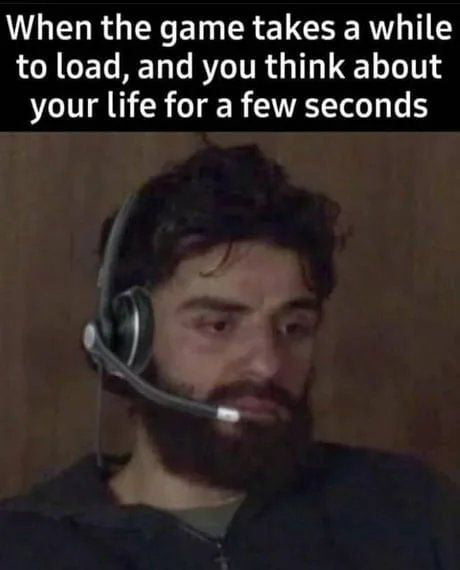 When the game takes a while
to load, and you think about
your life for a few seconds